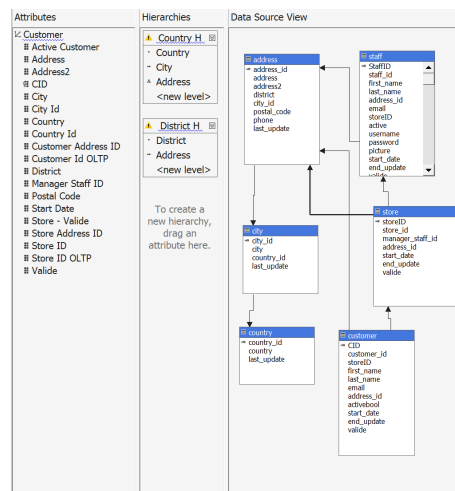 Attributes
Customer
Active Customer
Address
Address2
CID
City
City Id
Country
Country Id
Customer Address ID
Customer Id OLTP
District
Manager Staff ID
Postal Code
Start Date
Store - Valide
Store Address ID
Store ID
Store ID OLTP
Valide
Hierarchies
Country H
Country
City
Address
<new level>
District H
District
Address
<new level>
To create a
new hierarchy,
drag an
attribute here.
Data Source View
address
address_id
address
address2
district
city_id
postal_code
phone
last_update
staff
StaffID
staff_id
first_name
last_name
address_id
email
storeID
active
username
password
picture
start_date
end_update
valide
city
city_id
city
country_id
last_update
store
storeID
store_id
manager_staff_id
address_id
start_date
end_update
valide
country
country_id
country
last_update
customer
CID
customer_id
storeID
first_name
last_name
email
address_id
activebool
start_date
end_update
valide